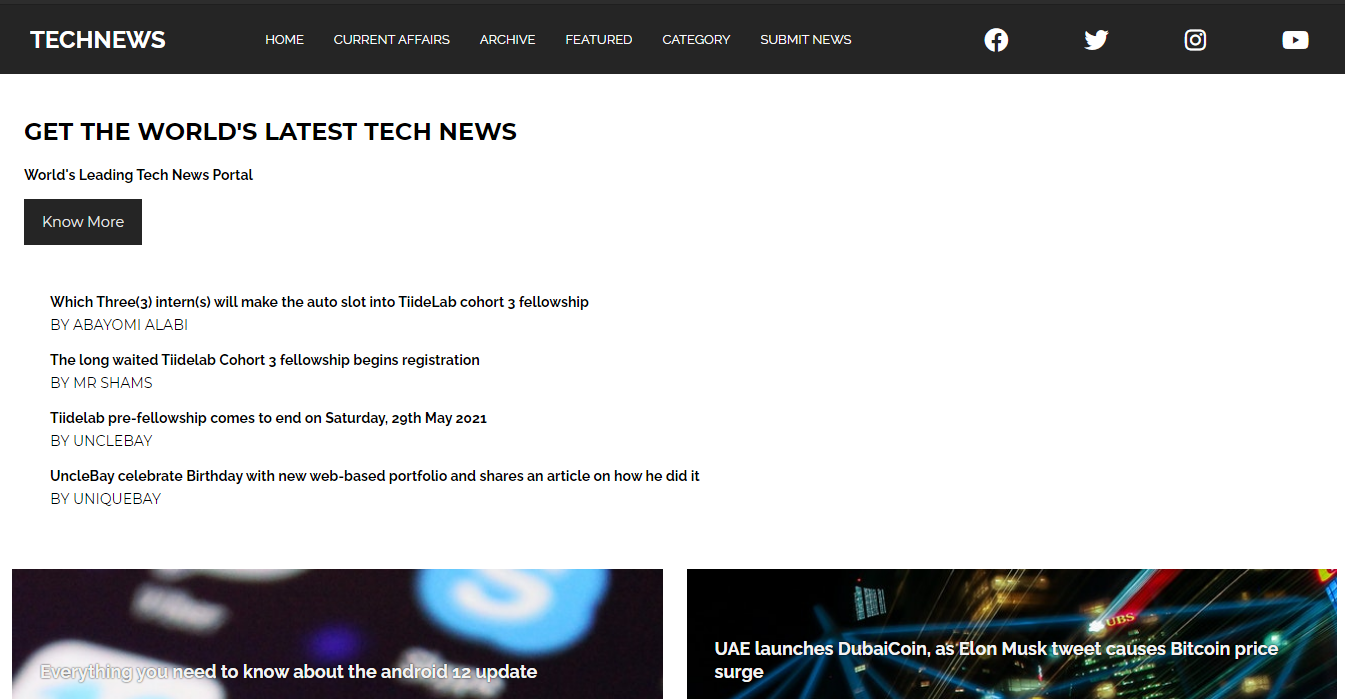 TECHNEWS
HOME CURRENT AFFAIRS ARCHIVE FEATURED CATEGORY SUBMIT NEWS
GET THE WORLD'S LATEST TECH NEWS
World's Leading Tech News Portal
Know More
Which Three(3) intern(s) will make the auto slot into TiideLab cohort 3 fellowship
BY ABAYOMI ALABI
The long waited Tiidelab Cohort 3 fellowship begins registration
BY MR SHAMS
Tiidelab pre-fellowship comes to end on Saturday, 29th May 2021
BY UNCLEBAY
UncleBay celebrate Birthday with new web-based portfolio and shares an article on how he did it
BY UNIQUEBAY
Viber
S
Everything you need to know about the android 12 update
UBS
UAE launches DubaiCoin, as Elon Musk tweet causes Bitcoin price
surge